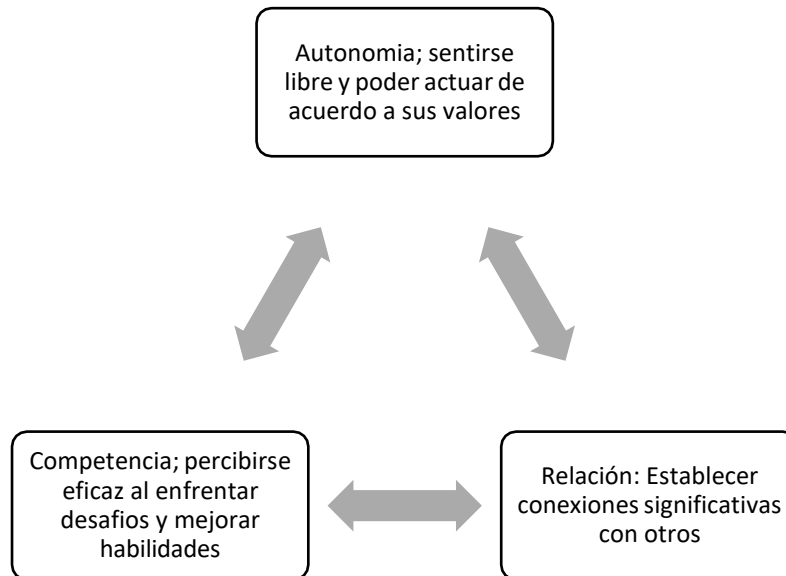 Autonomia; sentirse
libre y poder actuar de
acuerdo a sus valores
Competencia; percibirse
eficaz al enfrentar
desafios y mejorar
habilidades
Relación: Establecer
conexiones significativas
con otros